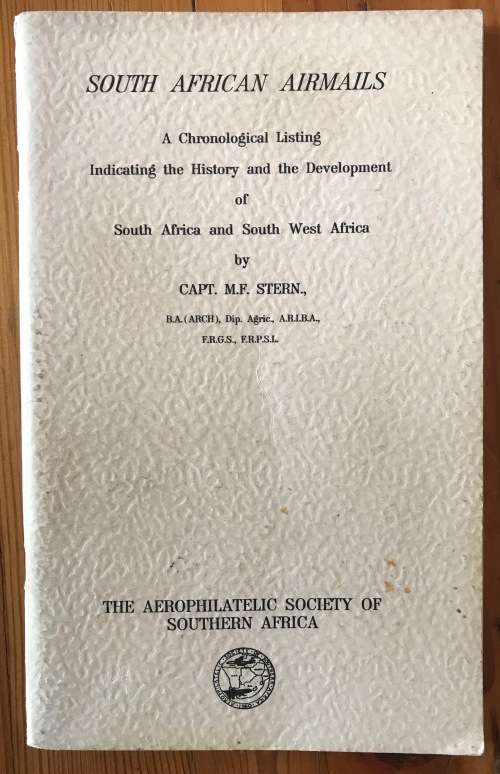 SOUTH AFRICAN AIRMAILS
A Chronological Listing
Indicating the History and the Development
of
South Africa and South West Africa
by
CAPT. M.F. STERN.,
B.A.(ARCH), Dip. Agric., A.R.I.B.A.,
F.R.G.S., F.R.P.S.L.
THE AEROPHILATELIC SOCIETY OF
SOUTHERN AFRICA